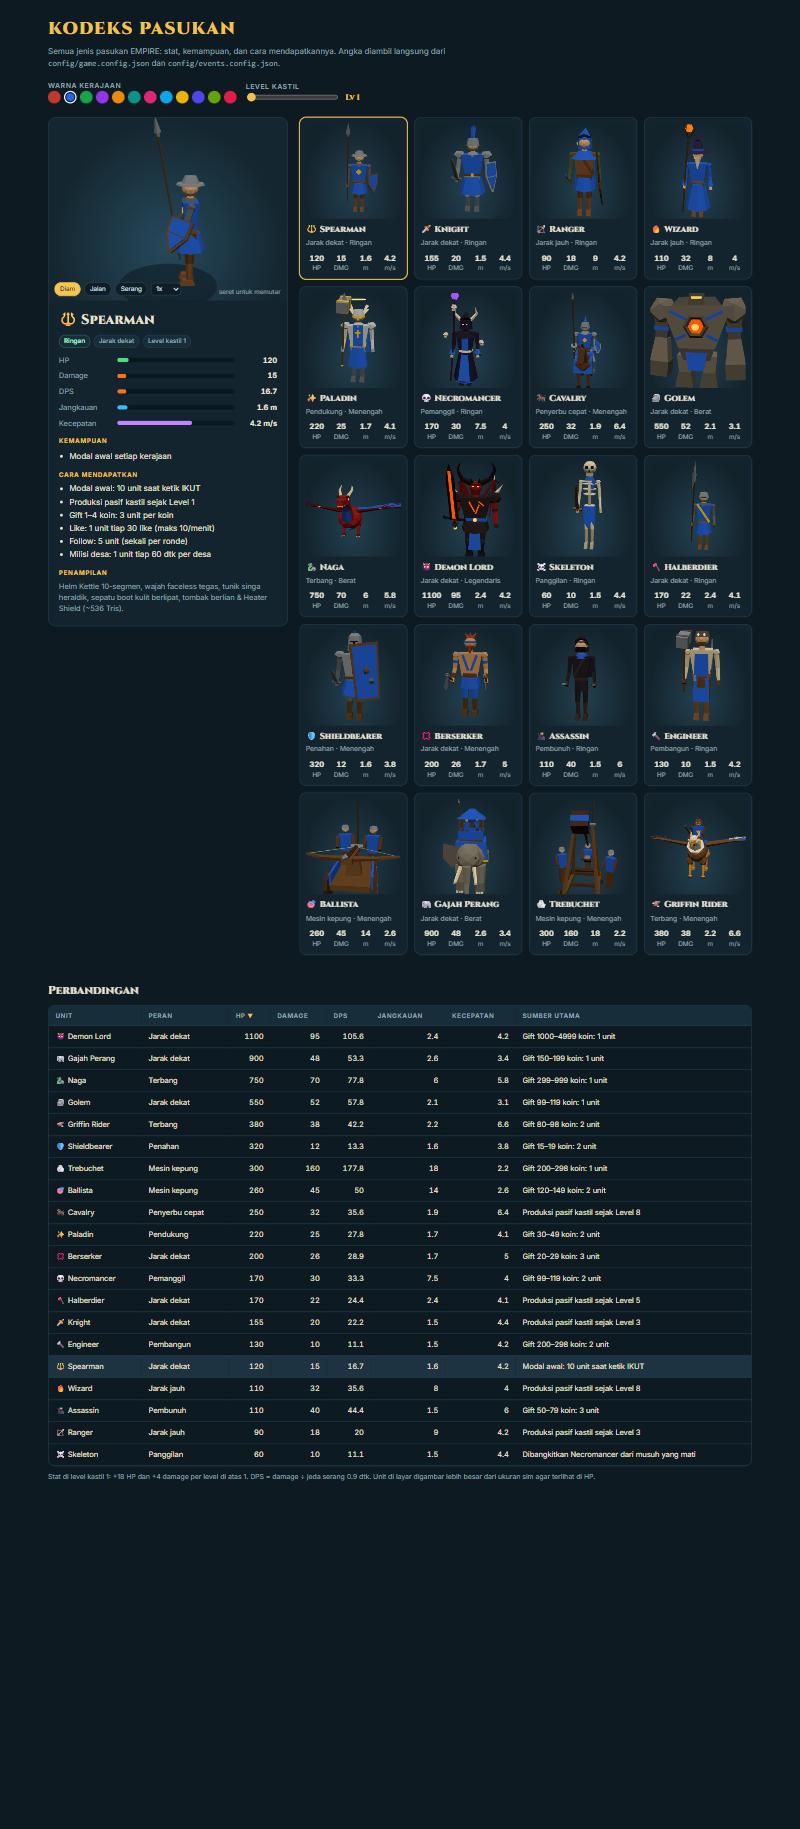 KODEKS PASUKAN
Semua jenis pasukan EMPIRE: stat, kemampuan, dan cara mendapatkannya. Angka diambil langsung dari
config/game.config.json dan config/events.config.json.
WARNA KERAJAAN
LEVEL KASTIL
Lv 1
Diam Jalan Serang 1x
seret untuk memutar
SPEARMAN
Ringan Jarak dekat Level kastil 1
HP 120
Damage 15
DPS 16.7
Jangkauan 1.6 m
Kecepatan 4.2 m/s
KEMAMPUAN
• Modal awal setiap kerajaan
CARA MENDAPATKAN
• Modal awal: 10 unit saat ketik IKUT
• Produksi pasif kastil sejak Level 1
• Gift 1–4 koin: 3 unit per koin
• Like: 1 unit tiap 30 like (maks 10/menit)
• Follow: 5 unit (sekali per ronde)
• Milisi desa: 1 unit tiap 60 dtk per desa
PENAMPILAN
Helm Kettle 10-segmen, wajah faceless tegas, tunik singa
heraldik, sepatu boot kulit berlipat, tombak berlian & Heater
Shield (~536 Tris).
SPEARMAN
Jarak dekat · Ringan
120 15 1.6 4.2
HP DMG m m/s
KNIGHT
Jarak dekat · Ringan
155 20 1.5 4.4
HP DMG m m/s
RANGER
Jarak jauh · Ringan
90 18 9 4.2
HP DMG m m/s
WIZARD
Jarak jauh · Ringan
110 32 8 4
HP DMG m m/s
PALADIN
Pendukung · Menengah
220 25 1.7 4.1
HP DMG m m/s
NECROMANCER
Pemanggil · Ringan
170 30 7.5 4
HP DMG m m/s
CAVALRY
Penyerbu cepat · Menengah
250 32 1.9 6.4
HP DMG m m/s
GOLEM
Jarak dekat · Berat
550 52 2.1 3.1
HP DMG m m/s
NAGA
Terbang · Berat
750 70 6 5.8
HP DMG m m/s
DEMON LORD
Jarak dekat · Legendaris
1100 95 2.4 4.2
HP DMG m m/s
SKELETON
Panggilan · Ringan
60 10 1.5 4.4
HP DMG m m/s
HALBERDIER
Jarak dekat · Ringan
170 22 2.4 4.1
HP DMG m m/s
SHIELDBEARER
Penahan · Menengah
320 12 1.6 3.8
HP DMG m m/s
BERSERKER
Jarak dekat · Menengah
200 26 1.7 5
HP DMG m m/s
ASSASSIN
Pembunuh · Ringan
110 40 1.5 6
HP DMG m m/s
ENGINEER
Pembangun · Ringan
130 10 1.5 4.2
HP DMG m m/s
BALLISTA
Mesin kepung · Menengah
260 45 14 2.6
HP DMG m m/s
GAJAH PERANG
Jarak dekat · Berat
900 48 2.6 3.4
HP DMG m m/s
TREBUCHET
Mesin kepung · Menengah
300 160 18 2.2
HP DMG m m/s
GRIFFIN RIDER
Terbang · Menengah
380 38 2.2 6.6
HP DMG m m/s
PERBANDINGAN
UNIT PERAN HP ▼ DAMAGE DPS JANGKAUAN KECEPATAN SUMBER UTAMA
Demon Lord Jarak dekat 1100 95 105.6 2.4 4.2 Gift 1000–4999 koin: 1 unit
Gajah Perang Jarak dekat 900 48 53.3 2.6 3.4 Gift 150–199 koin: 1 unit
Naga Terbang 750 70 77.8 6 5.8 Gift 299–999 koin: 1 unit
Golem Jarak dekat 550 52 57.8 2.1 3.1 Gift 99–119 koin: 1 unit
Griffin Rider Terbang 380 38 42.2 2.2 6.6 Gift 80–98 koin: 2 unit
Shieldbearer Penahan 320 12 13.3 1.6 3.8 Gift 15–19 koin: 2 unit
Trebuchet Mesin kepung 300 160 177.8 18 2.2 Gift 200–298 koin: 1 unit
Ballista Mesin kepung 260 45 50 14 2.6 Gift 120–149 koin: 2 unit
Cavalry Penyerbu cepat 250 32 35.6 1.9 6.4 Produksi pasif kastil sejak Level 8
Paladin Pendukung 220 25 27.8 1.7 4.1 Gift 30–49 koin: 2 unit
Berserker Jarak dekat 200 26 28.9 1.7 5 Gift 20–29 koin: 3 unit
Necromancer Pemanggil 170 30 33.3 7.5 4 Gift 99–119 koin: 2 unit
Halberdier Jarak dekat 170 22 24.4 2.4 4.1 Produksi pasif kastil sejak Level 5
Knight Jarak dekat 155 20 22.2 1.5 4.4 Produksi pasif kastil sejak Level 3
Engineer Pembangun 130 10 11.1 1.5 4.2 Gift 200–298 koin: 2 unit
Spearman Jarak dekat 120 15 16.7 1.6 4.2 Modal awal: 10 unit saat ketik IKUT
Wizard Jarak jauh 110 32 35.6 8 4 Produksi pasif kastil sejak Level 8
Assassin Pembunuh 110 40 44.4 1.5 6 Gift 50–79 koin: 3 unit
Ranger Jarak jauh 90 18 20 9 4.2 Produksi pasif kastil sejak Level 3
Skeleton Panggilan 60 10 11.1 1.5 4.4 Dibangkitkan Necromancer dari musuh yang mati
Stat di level kastil 1: +18 HP dan +4 damage per level di atas 1. DPS = damage ÷ jeda serang 0.9 dtk. Unit di layar digambar lebih besar dari ukuran sim agar terlihat di HP.